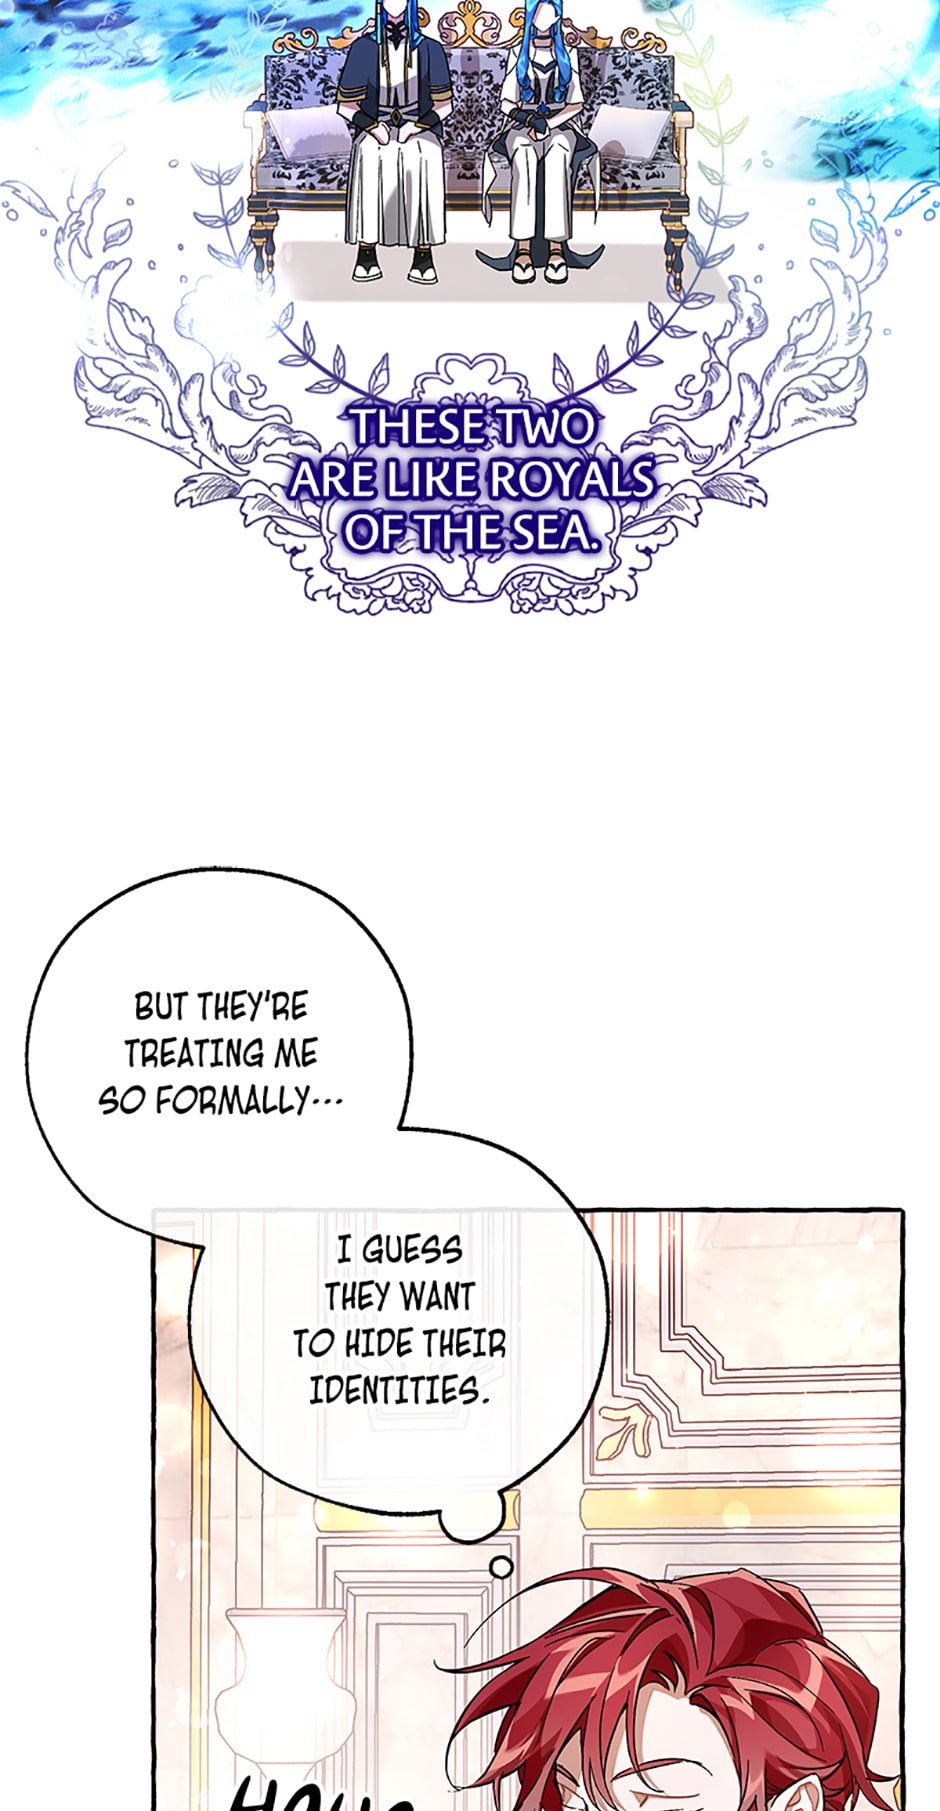 THESE TWO
ARE LIKE ROYALS
OF THE SEA.
BUT THEY'RE
TREATING ME
SO FORMALLY...
I GUESS
THEY WANT
TO HIDE THEIR
IDENTITIES.